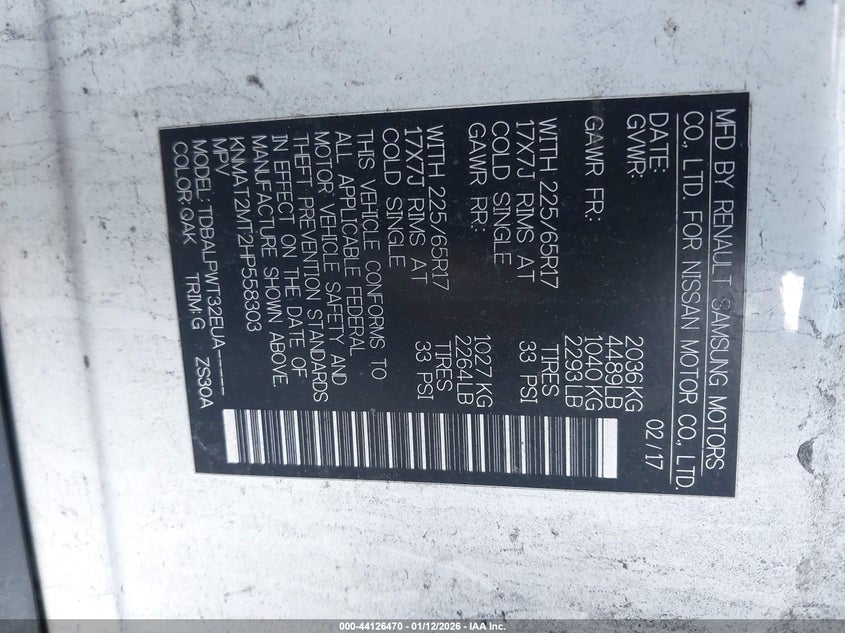 MFD BY RENAULT SAMSUNG MOTORS
CO., LTD. FOR NISSAN MOTOR CO., LTD.
DATE: 02/17
GVWR: 2036KG
4489LB
GAWR FR: 1040KG
2293LB
WITH 225/65R17 TIRES
17X7J RIMS AT 33 PSI
COLD SINGLE
GAWR RR: 1027KG
2264LB
WITH 225/65R17 TIRES
17X7J RIMS AT 33 PSI
COLD SINGLE
THIS VEHICLE CONFORMS TO
ALL APPLICABLE FEDERAL
MOTOR VEHICLE SAFETY AND
THEFT PREVENTION STANDARDS
IN EFFECT ON THE DATE OF
MANUFACTURE SHOWN ABOVE.
KNMAT2MT2HP558303
MPV
MODEL: TDBALPWT32EUA-----
COLOR:QAK TRIM:G ZS30A
000-44126470 - 01/12/2026 - IAA Inc.